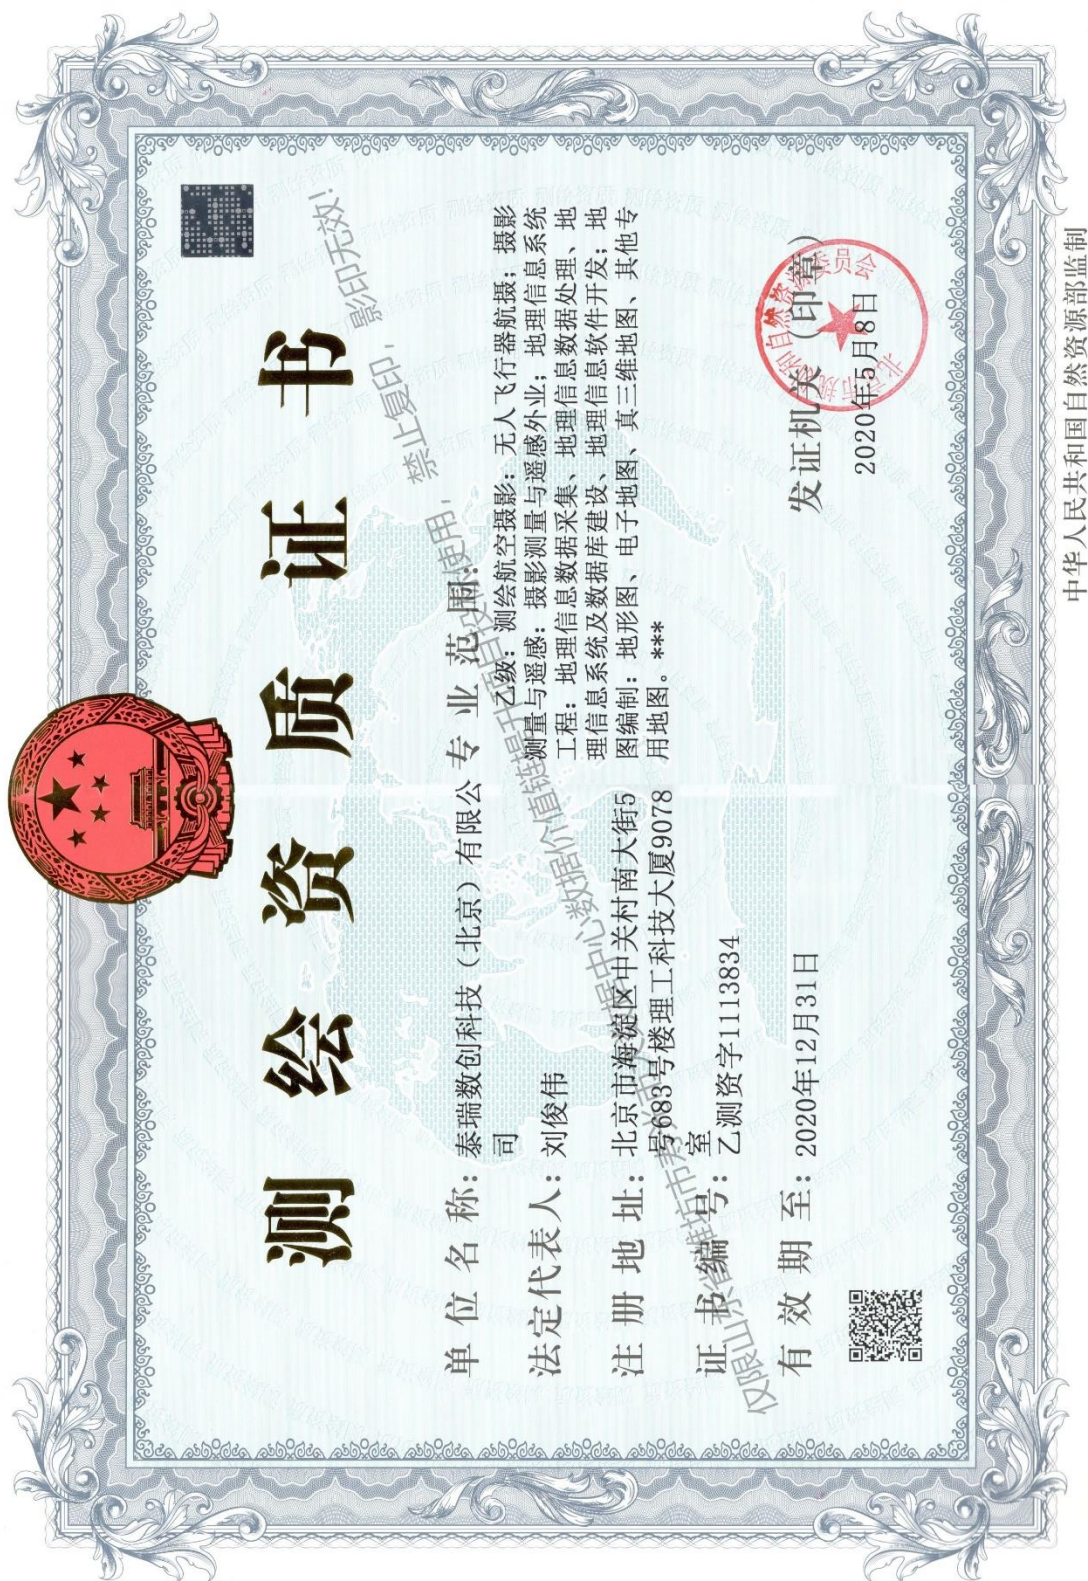 测绘资质证书
单位名称：泰瑞数创科技（北京）有限公
司
法定代表人：刘俊伟
注册地址：北京市海淀区中关村南大街5
号683号楼理工科技大厦9078
室
证书编号：乙测资字1113834
有效期至：2020年12月31日
专业范围：
乙级：测绘航空摄影：无人飞行器航摄；摄影
测量与遥感：摄影测量与遥感外业；地理信息系统
工程：地理信息数据采集、地理信息数据处理、地
理信息系统及数据库建设、地理信息软件开发；地
图编制：地形图、电子地图、真三维地图、其他专
用地图。***
发证机关（印章）
2020年5月8日
中华人民共和国自然资源部监制